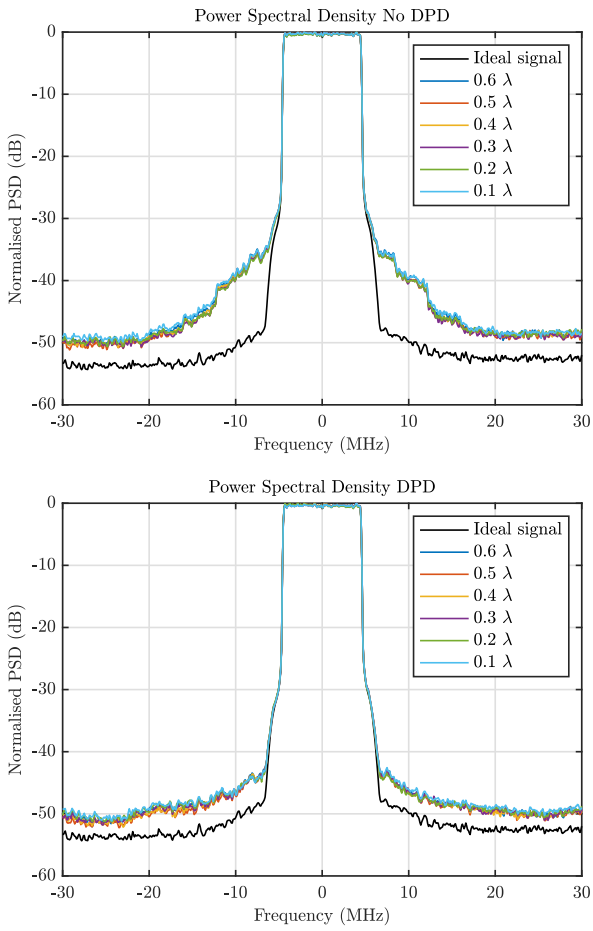 Power Spectral Density No DPD
Normalised PSD (dB)
0
-10
-20
-30
-40
-50
-60
Ideal signal
0.6 λ
0.5 λ
0.4 λ
0.3 λ
0.2 λ
0.1 λ
-30 -20 -10 0 10 20 30
Frequency (MHz)
Power Spectral Density DPD
Normalised PSD (dB)
0
-10
-20
-30
-40
-50
-60
Ideal signal
0.6 λ
0.5 λ
0.4 λ
0.3 λ
0.2 λ
0.1 λ
-30 -20 -10 0 10 20 30
Frequency (MHz)